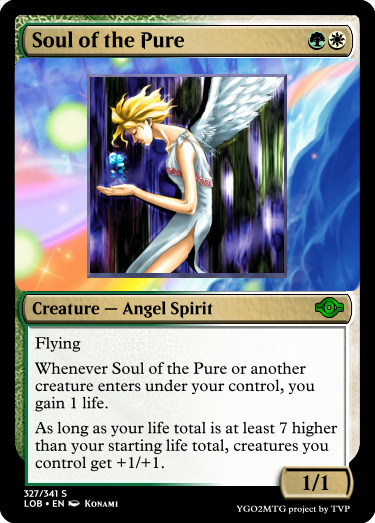 Soul of the Pure
Creature — Angel Spirit
Flying
Whenever Soul of the Pure or another
creature enters under your control, you
gain 1 life.
As long as your life total is at least 7 higher
than your starting life total, creatures you
control get +1/+1.
1/1
327/341 S
LOB • EN Konami
YGO2MTG project by TVP